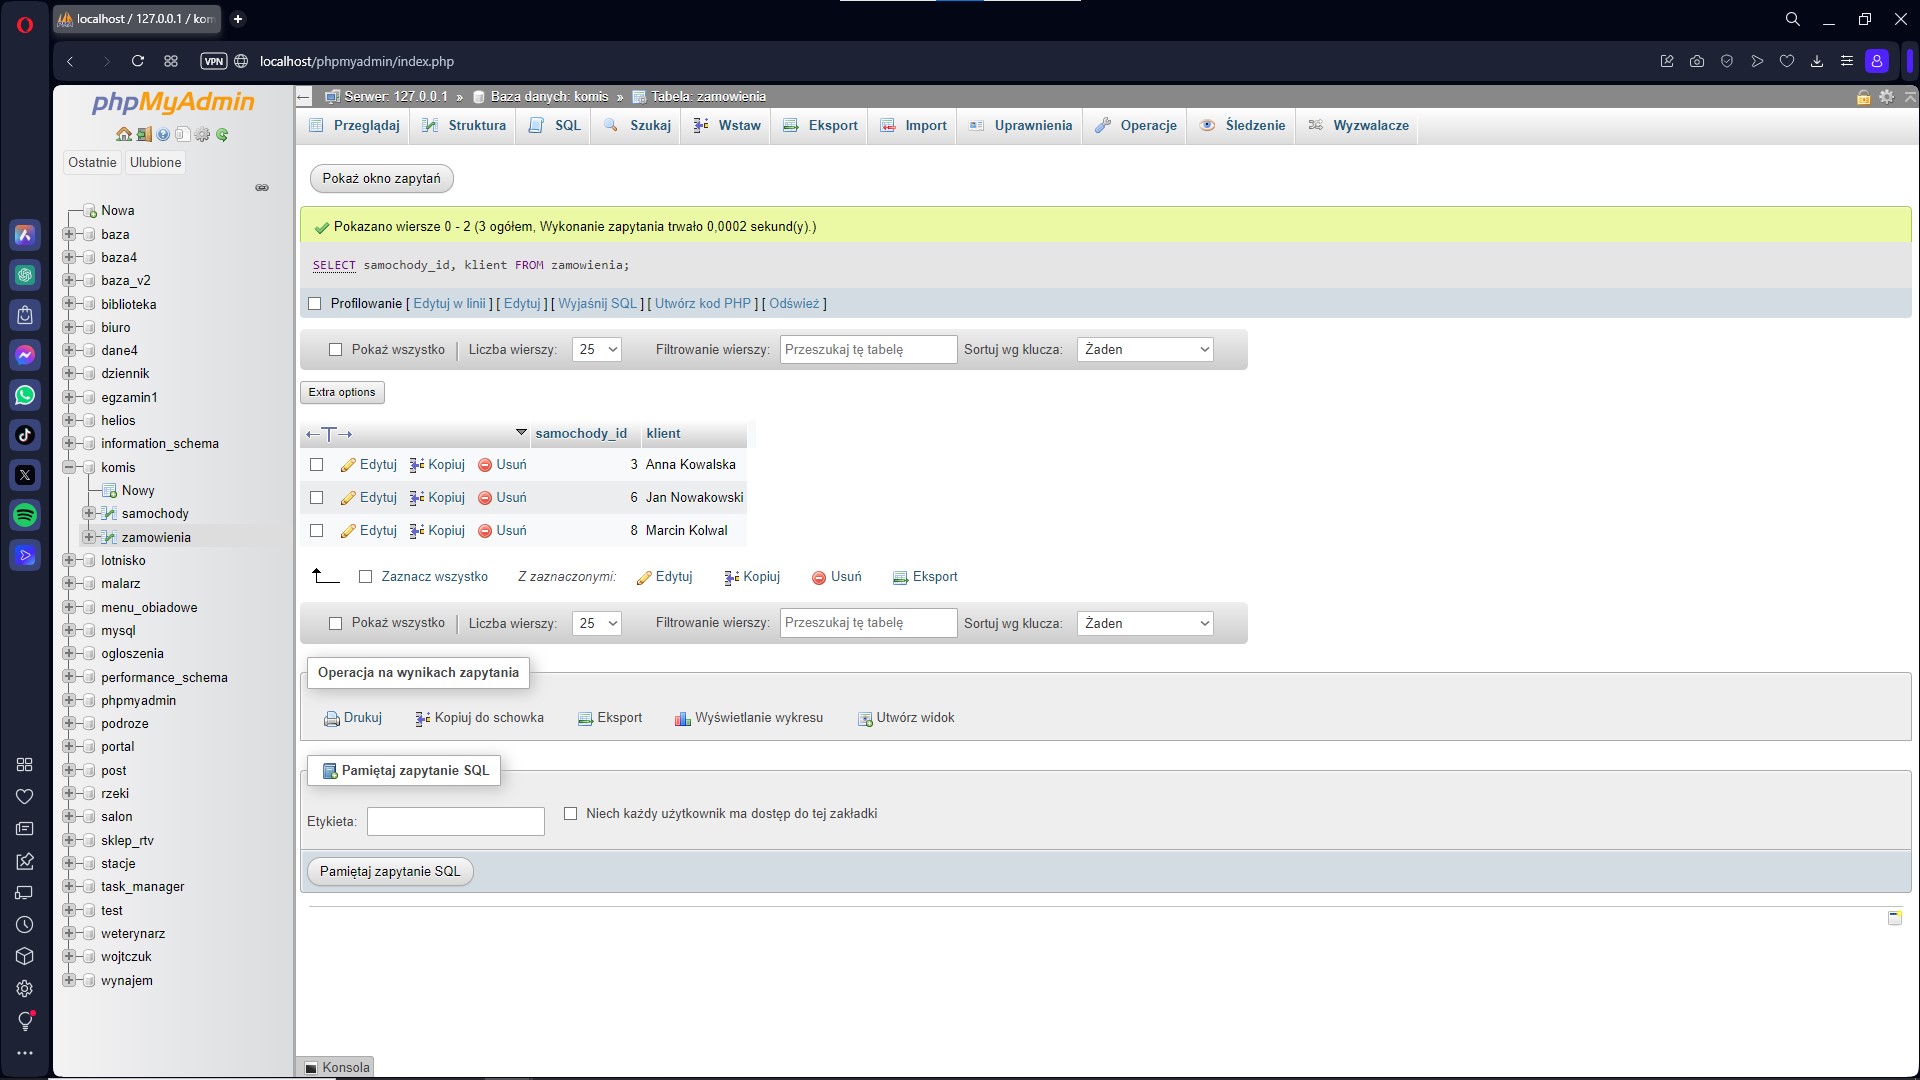 localhost / 127.0.0.1 / kom
VPN
localhost/phpmyadmin/index.php
phpMyAdmin
Ostatnie
Ulubione
Nowa
baza
baza4
baza_v2
biblioteka
biuro
dane4
dziennik
egzamin1
helios
information_schema
komis
Nowy
samochody
zamowienia
lotnisko
malarz
menu_obiadowe
mysql
ogloszenia
performance_schema
phpmyadmin
podroze
portal
post
rzeki
salon
sklep_rtv
stacje
task_manager
test
weterynarz
wojtczuk
wynajem
Serwer: 127.0.0.1 » Baza danych: komis » Tabela: zamowienia
Przeglądaj Struktura SQL Szukaj Wstaw Eksport Import Uprawnienia Operacje Śledzenie Wyzwalacze
Pokaż okno zapytań
Pokazano wiersze 0 - 2 (3 ogółem, Wykonanie zapytania trwało 0,0002 sekund(y).)
SELECT samochody_id, klient FROM zamowienia;
Profilowanie [ Edytuj w linii ] [ Edytuj ] [ Wyjaśnij SQL ] [ Utwórz kod PHP ] [ Odśwież ]
Pokaż wszystko Liczba wierszy: 25 Filtrowanie wierszy: Przeszukaj tę tabelę Sortuj wg klucza: Żaden
Extra options
←T→ samochody_id klient
Edytuj Kopiuj Usuń 3 Anna Kowalska
Edytuj Kopiuj Usuń 6 Jan Nowakowski
Edytuj Kopiuj Usuń 8 Marcin Kolwal
Zaznacz wszystko Z zaznaczonymi: Edytuj Kopiuj Usuń Eksport
Pokaż wszystko Liczba wierszy: 25 Filtrowanie wierszy: Przeszukaj tę tabelę Sortuj wg klucza: Żaden
Operacja na wynikach zapytania
Drukuj Kopiuj do schowka Eksport Wyświetlanie wykresu Utwórz widok
Pamiętaj zapytanie SQL
Etykieta: Niech każdy użytkownik ma dostęp do tej zakładki
Pamiętaj zapytanie SQL
Konsola